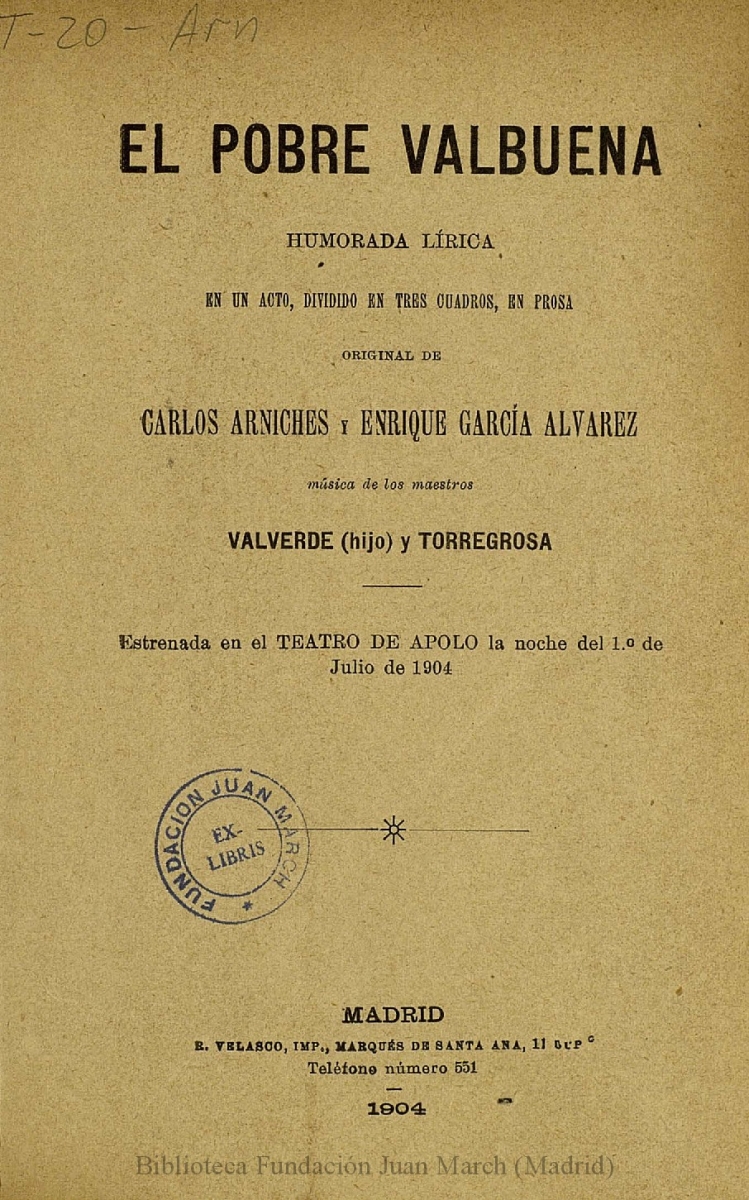 T-20-Arn
EL POBRE VALBUENA
HUMORADA LÍRICA
EN UN ACTO, DIVIDIDO EN TRES CUADROS, EN PROSA
ORIGINAL DE
CARLOS ARNICHES Y ENRIQUE GARCÍA ALVAREZ
música de los maestros
VALVERDE (hijo) y TORREGROSA
Estrenada en el TEATRO DE APOLO la noche del 1.º de
Julio de 1904
FUNDACION JUAN MARCH *
EX-
LIBRIS
MADRID
R. VELASCO, IMP., MARQUÉS DE SANTA ANA, 11
Teléfono número 551
1904
Biblioteca Fundación Juan March (Madrid)